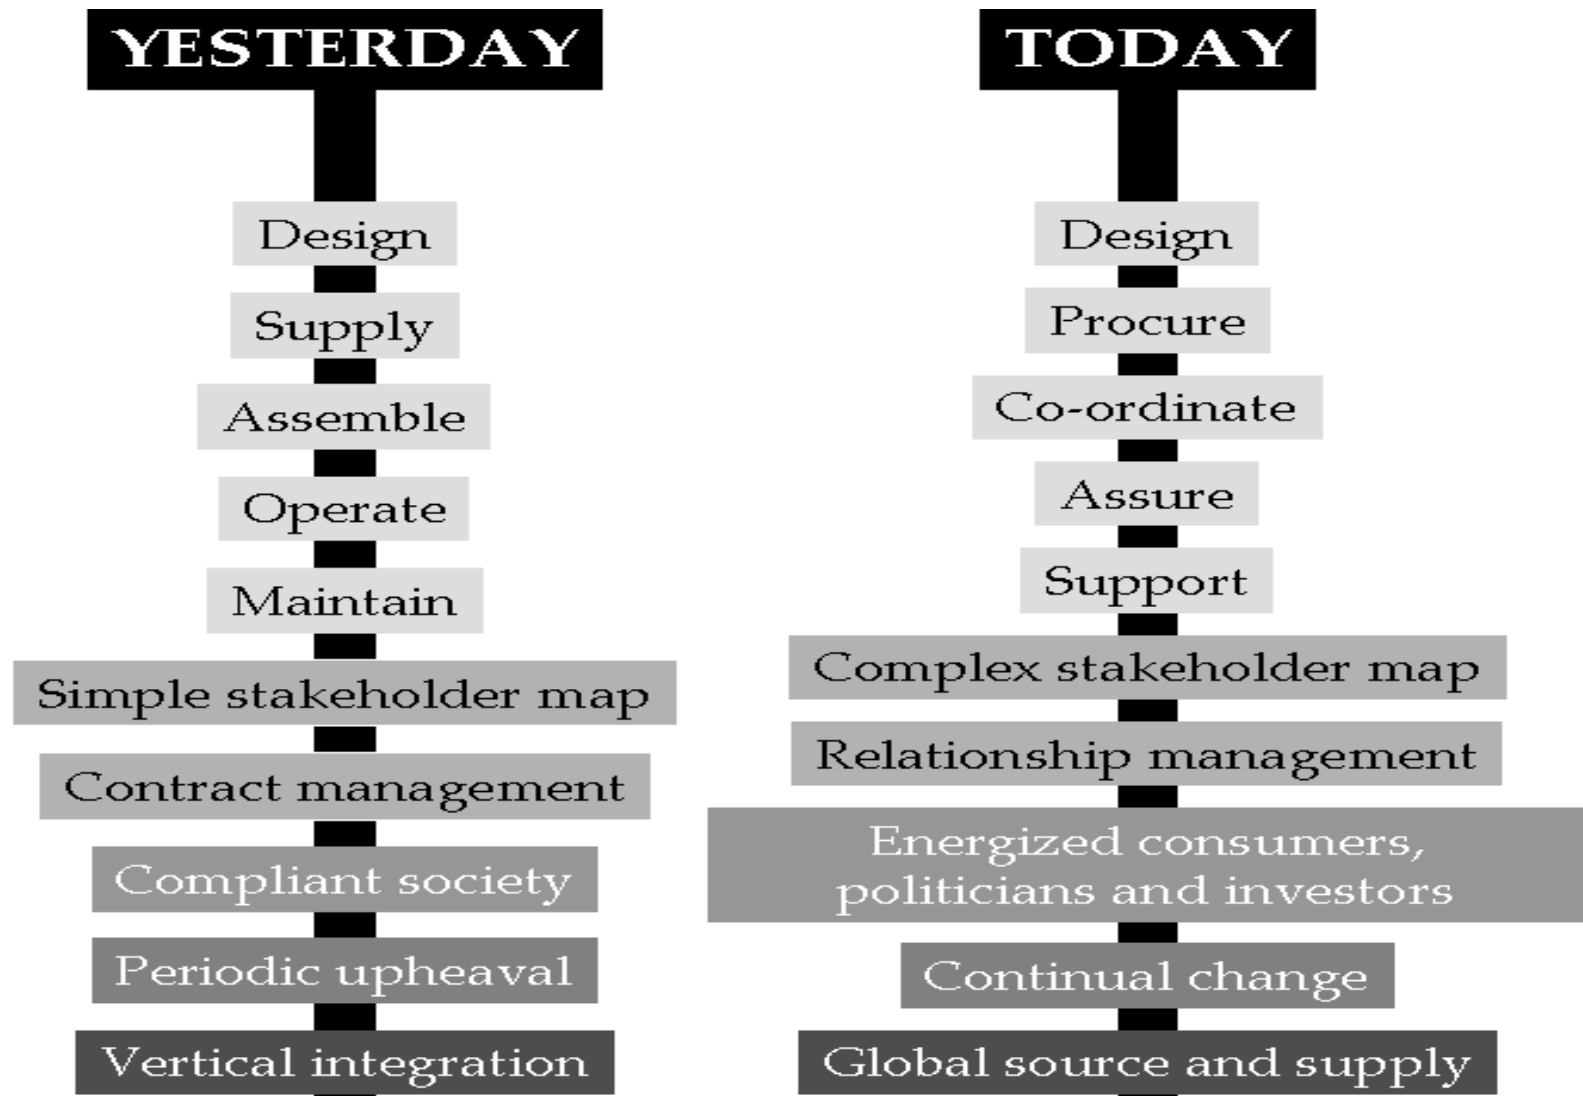 YESTERDAY
Design
Supply
Assemble
Operate
Maintain
Simple stakeholder map
Contract management
Compliant society
Periodic upheaval
Vertical integration
TODAY
Design
Procure
Co-ordinate
Assure
Support
Complex stakeholder map
Relationship management
Energized consumers,
politicians and investors
Continual change
Global source and supply